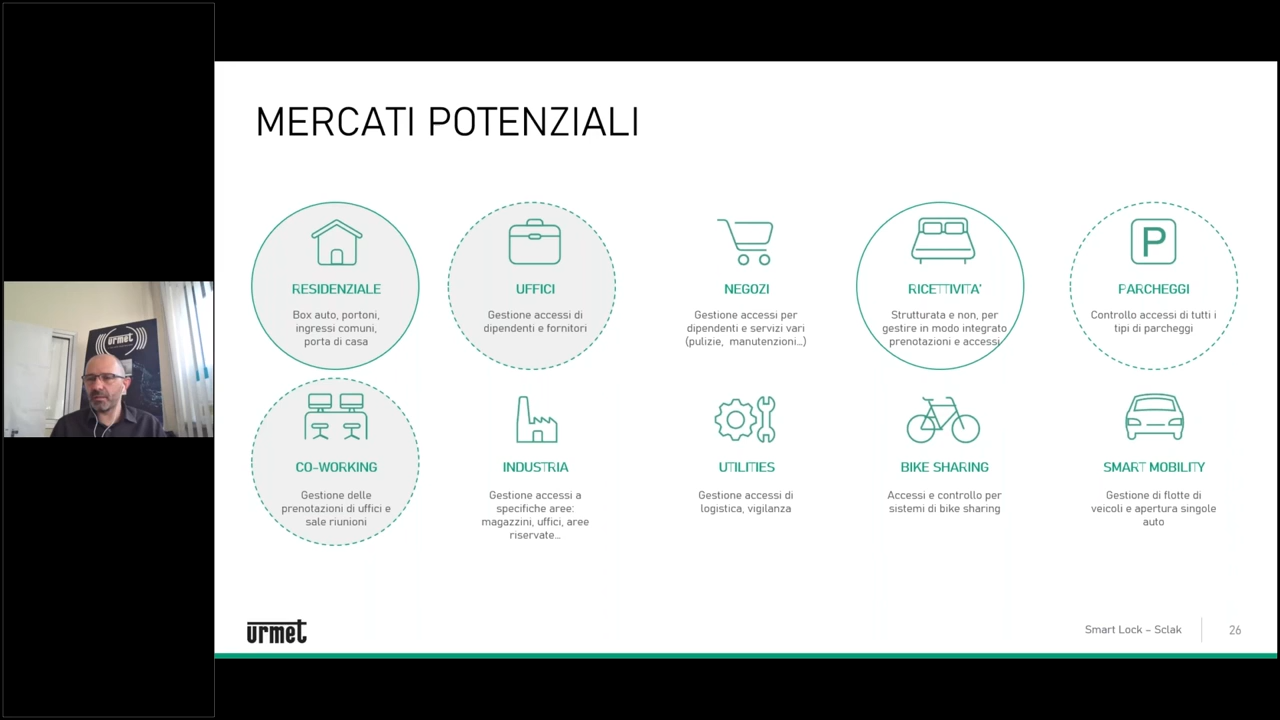 MERCATI POTENZIALI
RESIDENZIALE
Box auto, portoni,
ingressi comuni,
porta di casa
UFFICI
Gestione accessi di
dipendenti e fornitori
NEGOZI
Gestione accessi per
dipendenti e servizi vari
(pulizie, manutenzioni...)
RICETTIVITA'
Strutturata e non, per
gestire in modo integrato
prenotazioni e accessi
PARCHEGGI
Controllo accessi di tutti i
tipi di parcheggi
P
CO-WORKING
Gestione delle
prenotazioni di uffici e
sale riunioni
INDUSTRIA
Gestione accessi a
specifiche aree:
magazzini, uffici, aree
riservate...
UTILITIES
Gestione accessi di
logistica, vigilanza
BIKE SHARING
Accessi e controllo per
sistemi di bike sharing
SMART MOBILITY
Gestione di flotte di
veicoli e apertura singole
auto
urmet
urmet
Smart Lock – Sclak
26